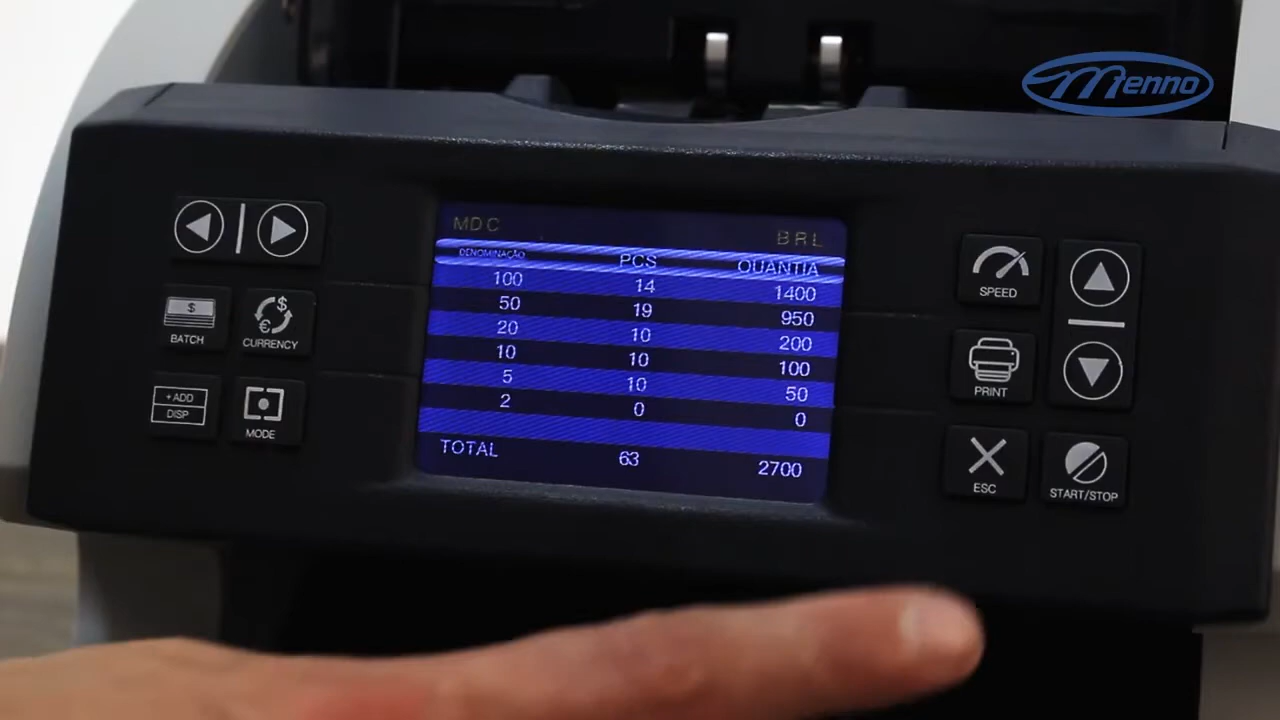 Menno
MDC BRL
DENOMINAÇÃO PCS QUANTIA
100 14 1400
50 19 950
20 10 200
10 10 100
5 10 50
2 0 0
TOTAL 63 2700
BATCH
CURRENCY
+ADD
DISP
MODE
SPEED
PRINT
ESC
START/STOP